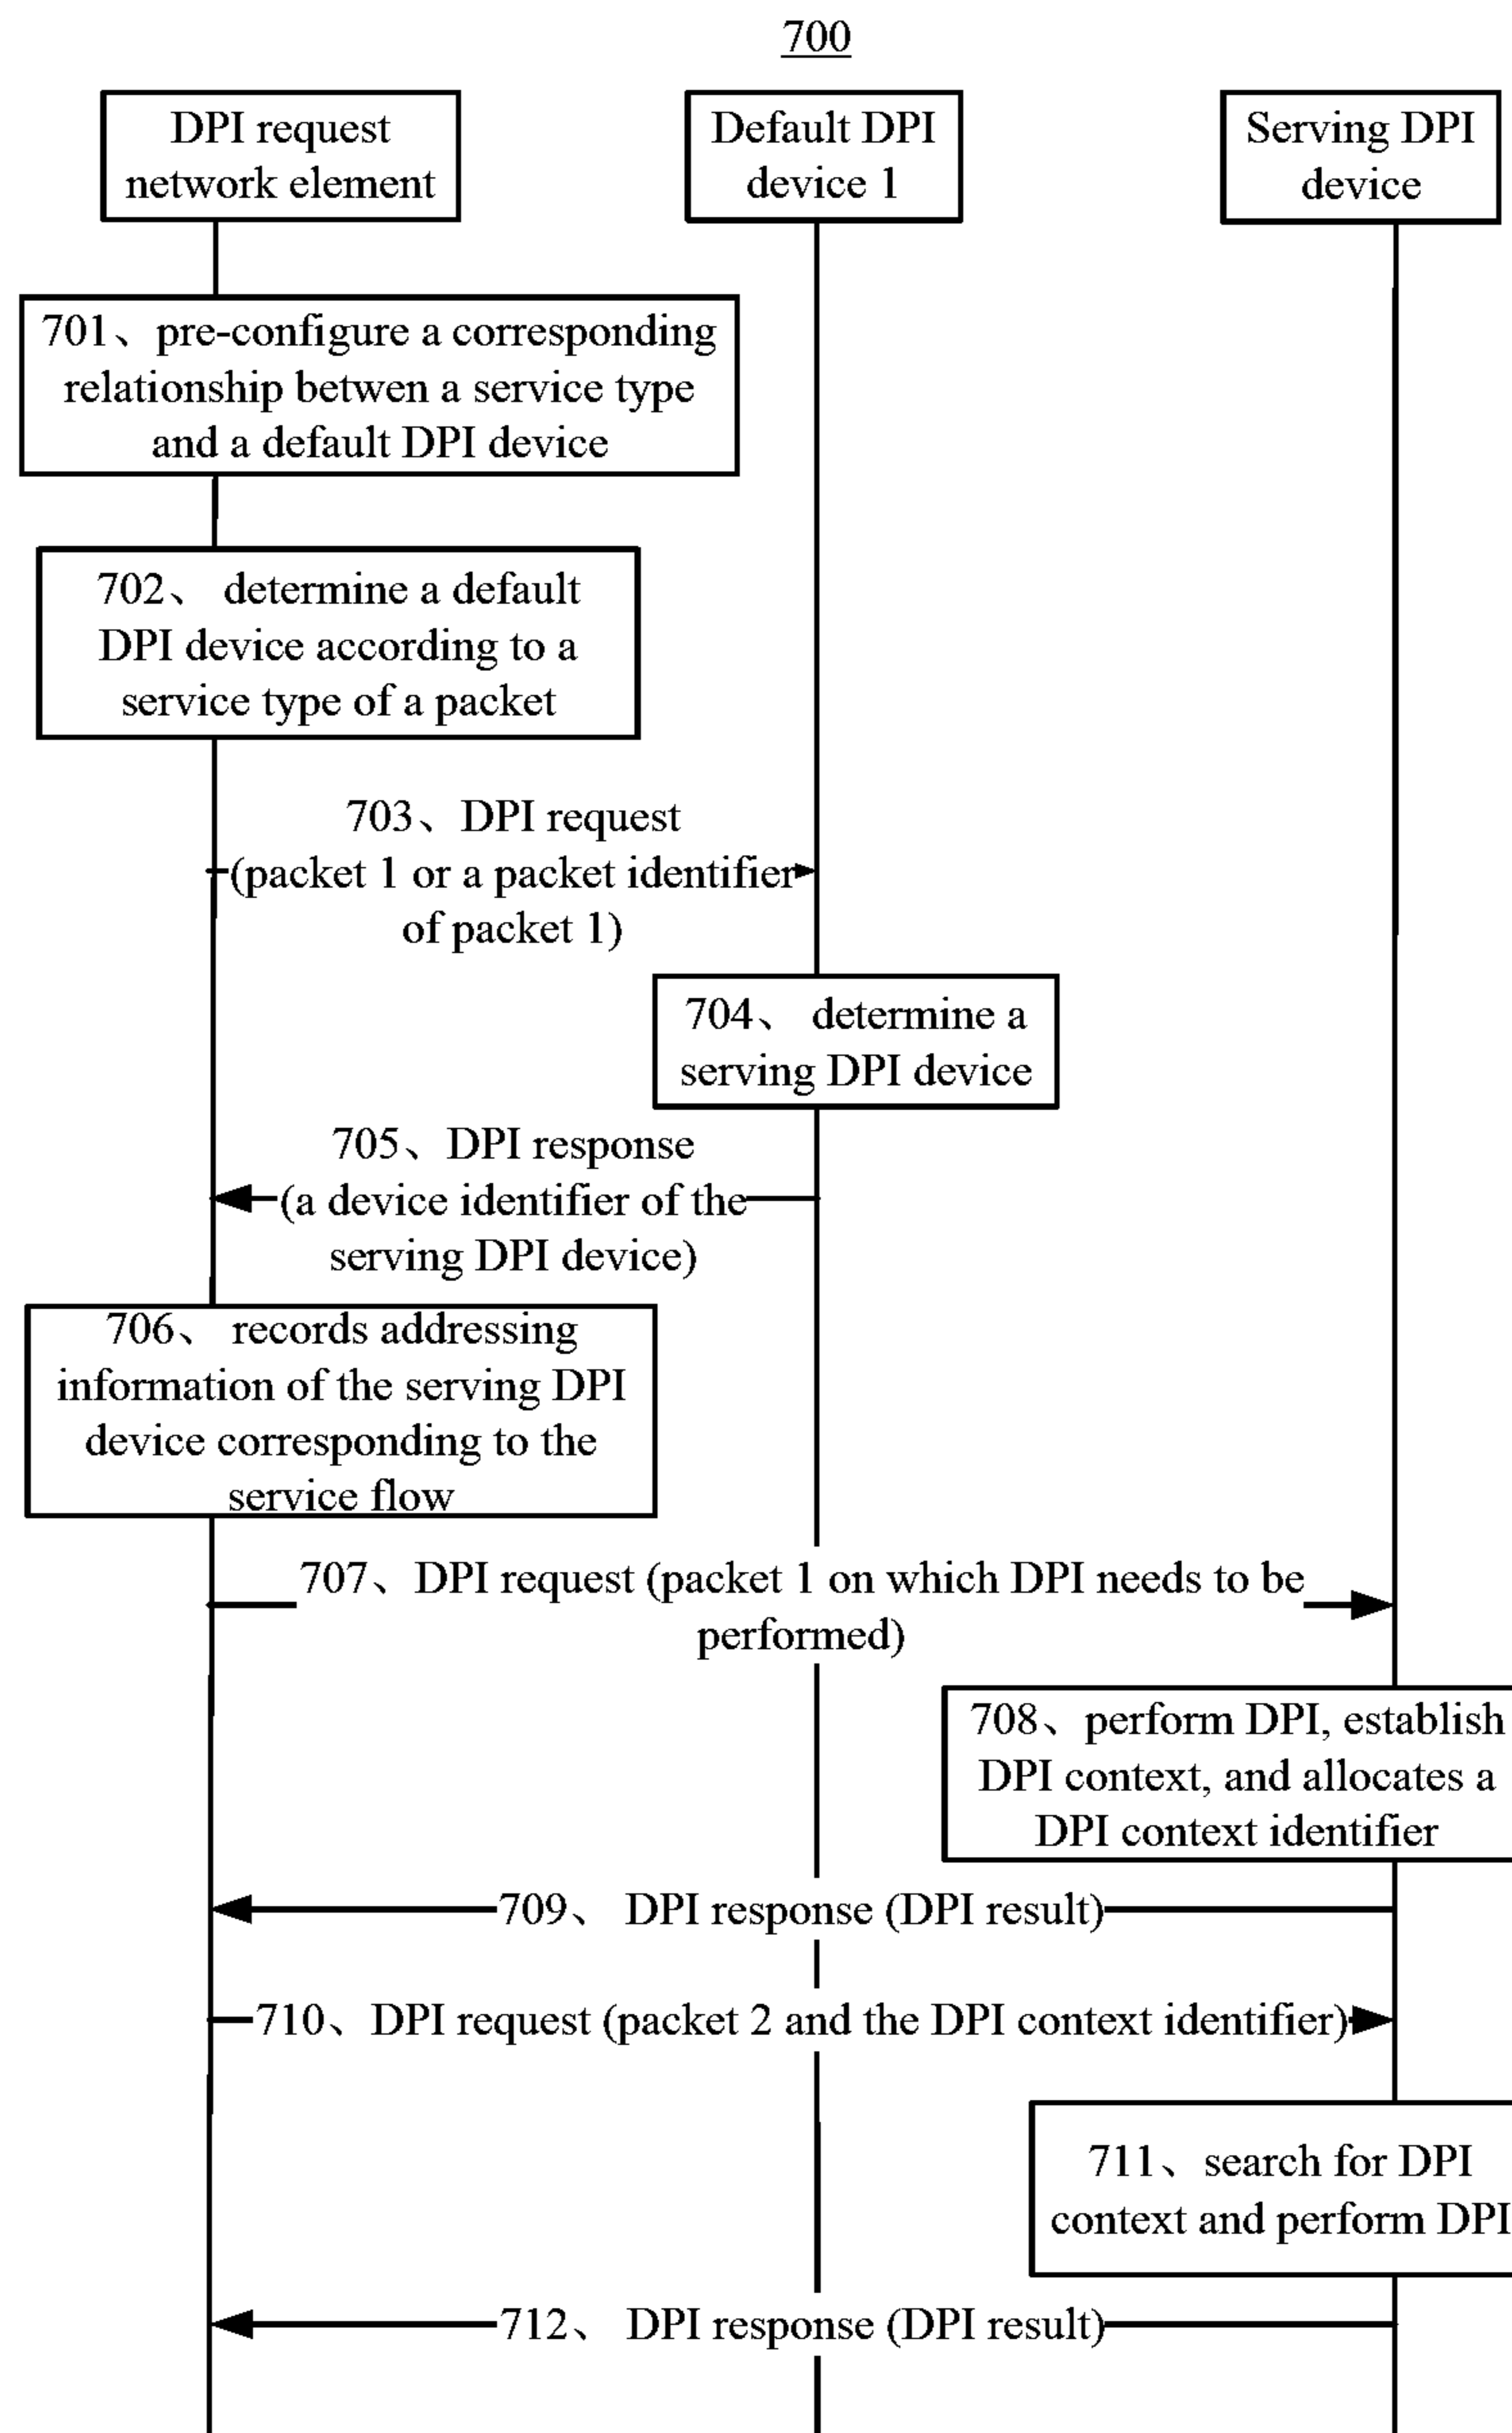 700
DPI request
network element
Default DPI
device 1
Serving DPI
device
701、pre-configure a corresponding
relationship betwen a service type
and a default DPI device
702、 determine a default
DPI device according to a
service type of a packet
703、DPI request
(packet 1 or a packet identifier
of packet 1)
704、 determine a
serving DPI device
705、DPI response
(a device identifier of the
serving DPI device)
706、 records addressing
information of the serving DPI
device corresponding to the
service flow
707、DPI request (packet 1 on which DPI needs to be
performed)
708、perform DPI, establish
DPI context, and allocates a
DPI context identifier
709、 DPI response (DPI result)
710、DPI request (packet 2 and the DPI context identifier)
711、search for DPI
context and perform DPI
712、 DPI response (DPI result)